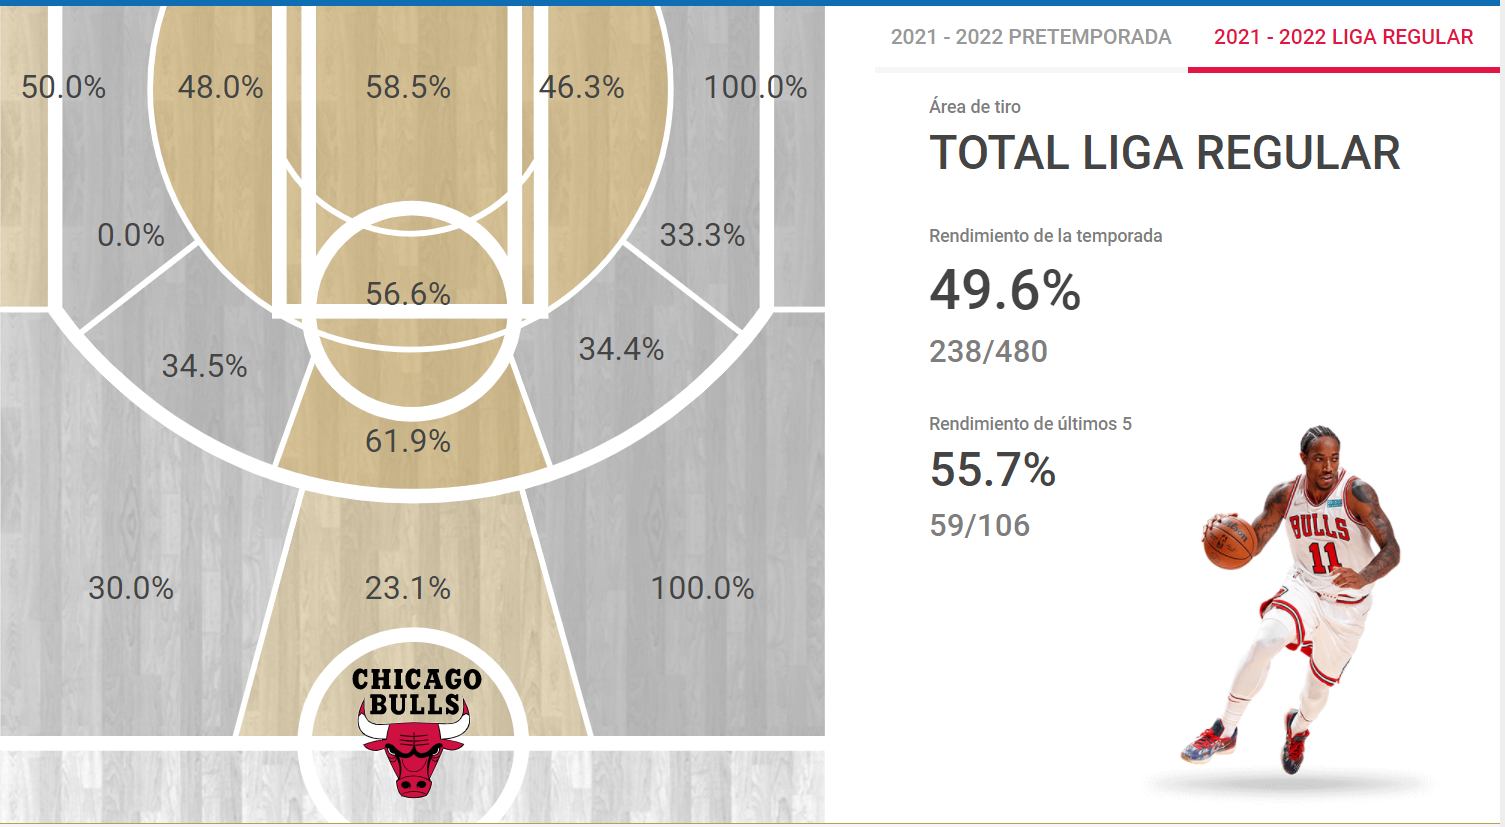 2021 - 2022 PRETEMPORADA
2021 - 2022 LIGA REGULAR
50.0%
48.0%
58.5%
46.3%
100.0%
0.0%
33.3%
56.6%
34.5%
34.4%
61.9%
30.0%
23.1%
100.0%
CHICAGO
BULLS
Área de tiro
TOTAL LIGA REGULAR
Rendimiento de la temporada
49.6%
238/480
Rendimiento de últimos 5
55.7%
59/106
BULLS
11